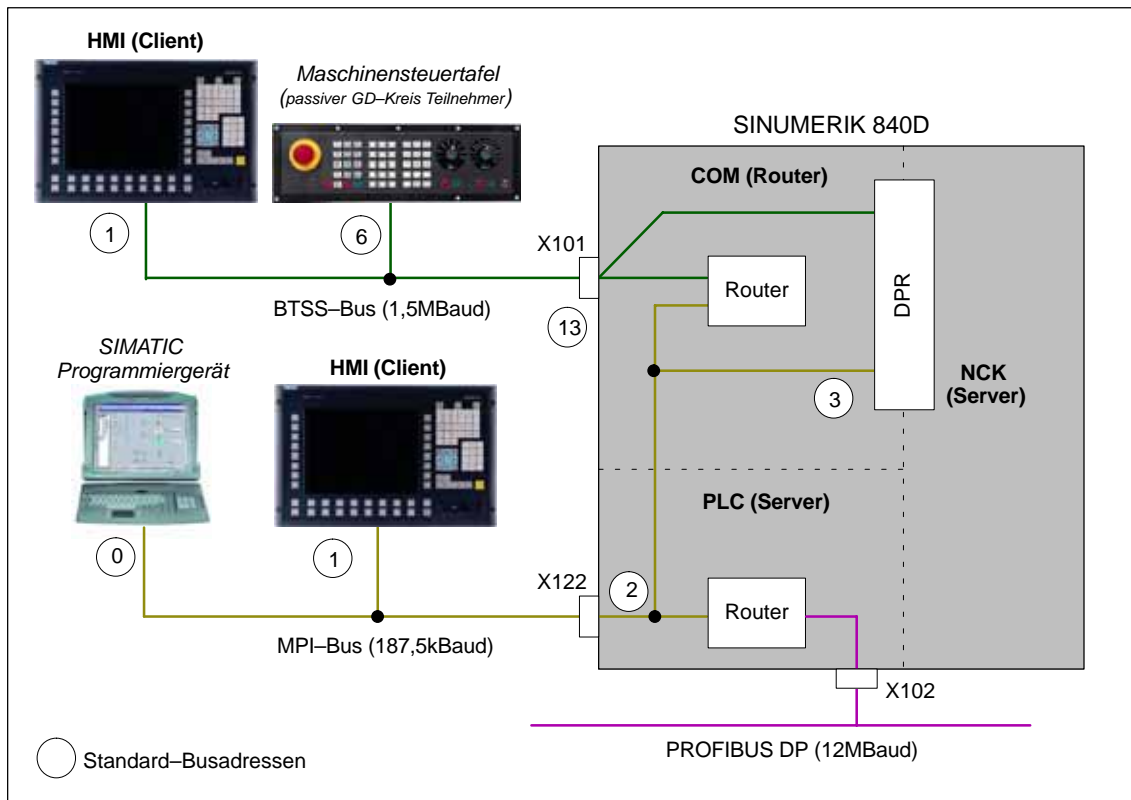 HMI (Client)
Maschinensteuertafel
(passiver GD–Kreis Teilnehmer)
SINUMERIK 840D
COM (Router)
1
6
X101
Router
DPR
BTSS–Bus (1,5MBaud)
13
SIMATIC
Programmiergerät
HMI (Client)
NCK
(Server)
3
PLC (Server)
0
1
X122
2
Router
MPI–Bus (187,5kBaud)
X102
PROFIBUS DP (12MBaud)
Standard–Busadressen